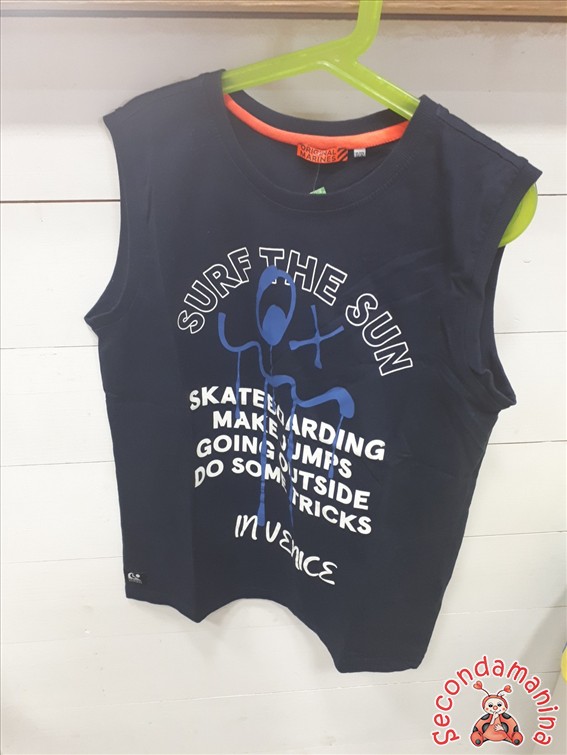 ORIGINAL
MARINES
SURF THE SUN
SKATEBOARDING
MAKE JUMPS
GOING OUTSIDE
DO SOME TRICKS
IN VENICE
Secondamanina